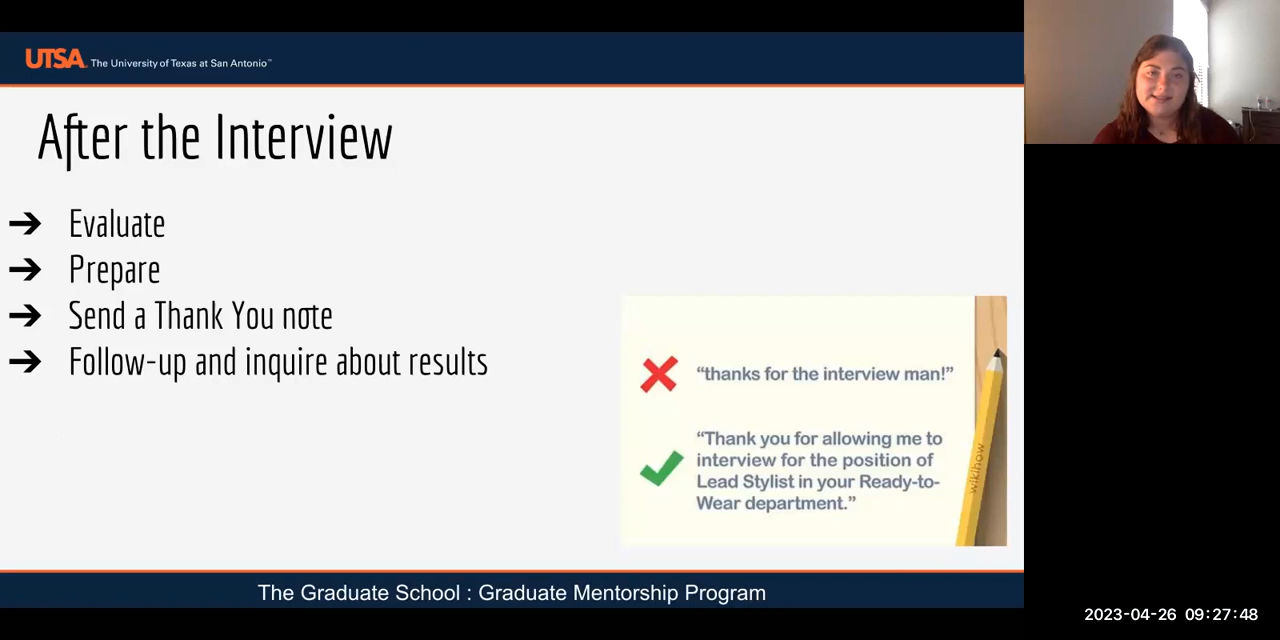 UTSA The University of Texas at San Antonio™
After the Interview
➔ Evaluate
➔ Prepare
➔ Send a Thank You note
➔ Follow-up and inquire about results
“thanks for the interview man!”
“Thank you for allowing me to
interview for the position of
Lead Stylist in your Ready-to-
Wear department.”
wikihow
The Graduate School : Graduate Mentorship Program
2023-04-26 09:27:48